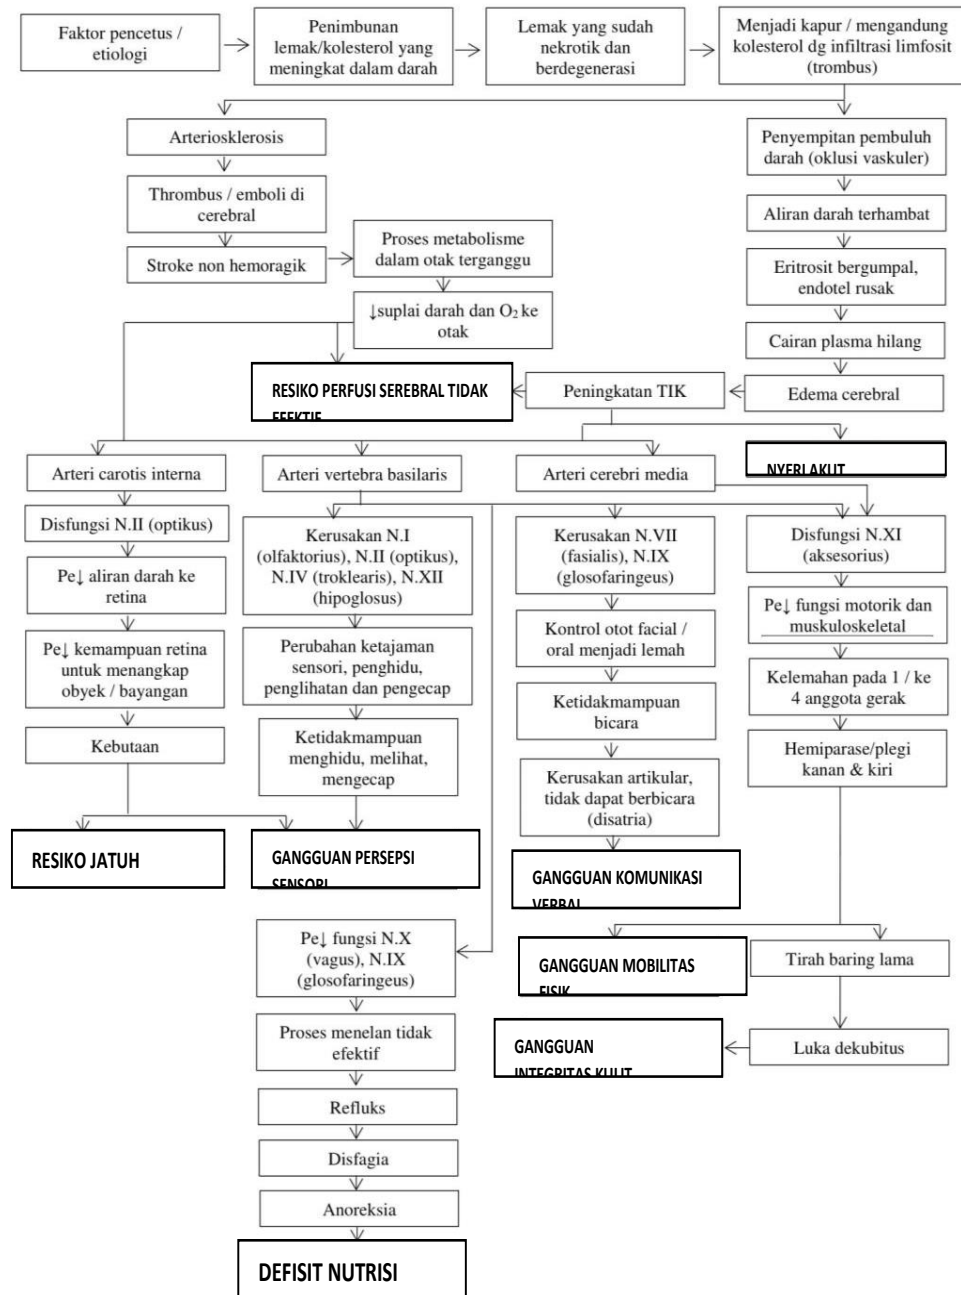 Faktor pencetus /
etiologi
Penimbunan
lemak/kolesterol yang
meningkat dalam darah
Lemak yang sudah
nekrotik dan
berdegenerasi
Menjadi kapur / mengandung
kolesterol dg infiltrasi limfosit
(trombus)
Arteriosklerosis
Penyempitan pembuluh
darah (oklusi vaskuler)
Thrombus / emboli di
cerebral
Aliran darah terhambat
Stroke non hemoragik
Proses metabolisme
dalam otak terganggu
Eritrosit bergumpal,
endotel rusak
↓suplai darah dan O₂ ke
otak
Cairan plasma hilang
RESIKO PERFUSI SEREBRAL TIDAK
EFEKTIF
Peningkatan TIK
Edema cerebral
NYERI AKUT
Arteri carotis interna
Arteri vertebra basilaris
Arteri cerebri media
Disfungsi N.II (optikus)
Kerusakan N.I
(olfaktorius), N.II (optikus),
N.IV (troklearis), N.XII
(hipoglosus)
Kerusakan N.VII
(fasialis), N.IX
(glosofaringeus)
Disfungsi N.XI
(aksesorius)
Pe↓ aliran darah ke
retina
Pe↓ fungsi motorik dan
muskuloskeletal
Perubahan ketajaman
sensori, penghidu,
penglihatan dan pengecap
Kontrol otot facial /
oral menjadi lemah
Pe↓ kemampuan retina
untuk menangkap
obyek / bayangan
Kelemahan pada 1 / ke
4 anggota gerak
Ketidakmampuan
bicara
Kebutaan
Ketidakmampuan
menghidu, melihat,
mengecap
Hemiparase/plegi
kanan & kiri
Kerusakan artikular,
tidak dapat berbicara
(disatria)
RESIKO JATUH
GANGGUAN PERSEPSI
SENSORI
GANGGUAN KOMUNIKASI
VERBAL
Pe↓ fungsi N.X
(vagus), N.IX
(glosofaringeus)
GANGGUAN MOBILITAS
FISIK
Tirah baring lama
Proses menelan tidak
efektif
GANGGUAN
INTEGRITAS KULIT
Luka dekubitus
Refluks
Disfagia
Anoreksia
DEFISIT NUTRISI